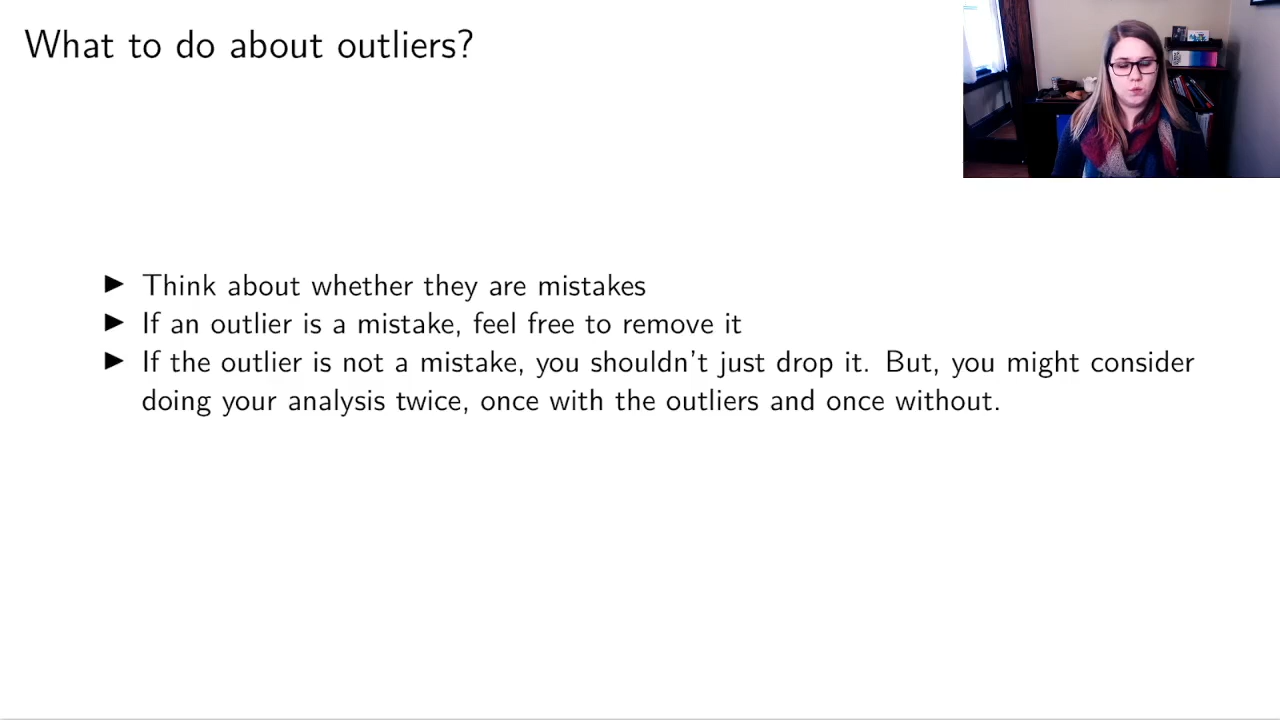 What to do about outliers?
▶ Think about whether they are mistakes
▶ If an outlier is a mistake, feel free to remove it
▶ If the outlier is not a mistake, you shouldn't just drop it. But, you might consider
doing your analysis twice, once with the outliers and once without.